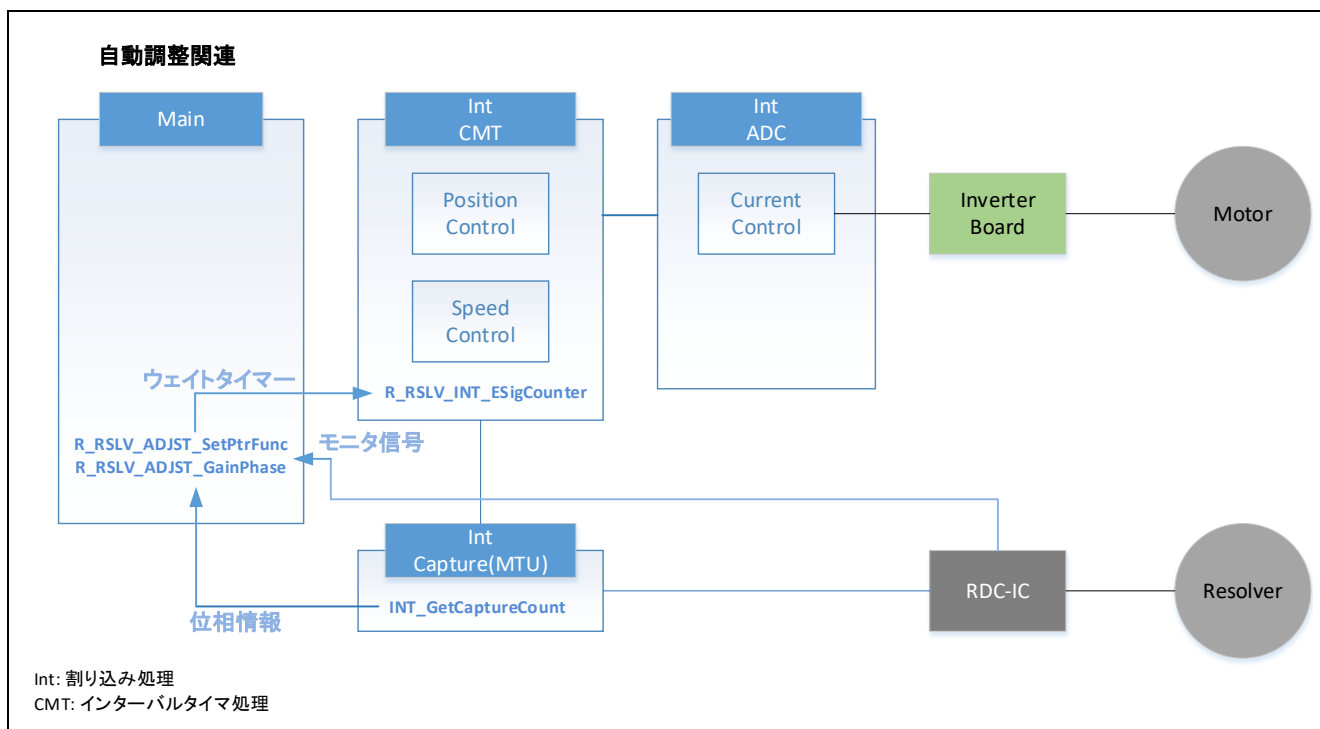 自動調整関連
Main
Int
CMT
Int
ADC
Position
Control
Current
Control
Inverter
Board
Motor
Speed
Control
ウェイトタイマー
R_RSLV_INT_ESigCounter
R_RSLV_ADJST_SetPtrFunc
モニタ信号
R_RSLV_ADJST_GainPhase
Int
Capture(MTU)
RDC-IC
Resolver
INT_GetCaptureCount
位相情報
Int: 割り込み処理
CMT: インターバルタイマ処理